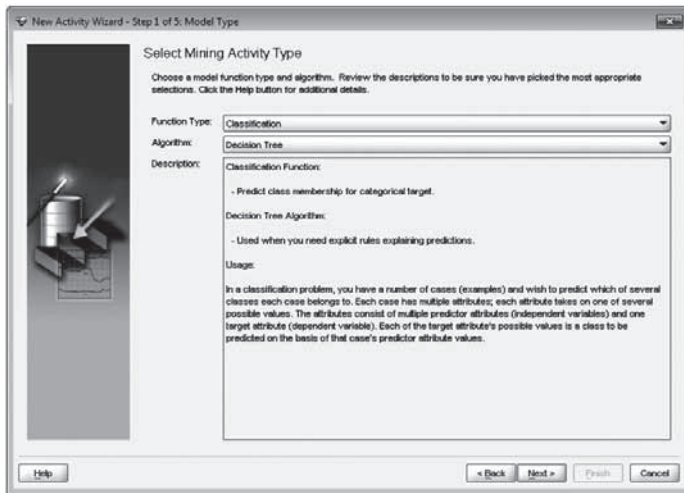 New Activity Wizard - Step 1 of 5: Model Type
Select Mining Activity Type
Choose a model function type and algorithm. Review the descriptions to be sure you have picked the most appropriate
selections. Click the Help button for additional details.
Function Type: Classification
Algorithm: Decision Tree
Description: Classification Function:
- Predict class membership for categorical target.
Decision Tree Algorithm:
- Used when you need explicit rules explaining predictions.
Usage:
In a classification problem, you have a number of cases (examples) and wish to predict which of several
classes each case belongs to. Each case has multiple attributes; each attribute takes on one of several
possible values. The attributes consist of multiple predictor attributes (independent variables) and one
target attribute (dependent variable). Each of the target attribute's possible values is a class to be
predicted on the basis of that case's predictor attribute values.
Help < Back Next > Finish Cancel